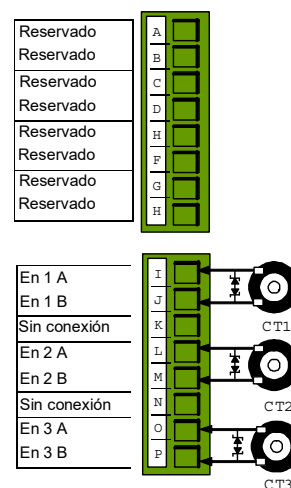 Reservado A
Reservado B
Reservado C
Reservado D
Reservado H
Reservado F
Reservado G
Reservado H
En 1 A I
En 1 B J
Sin conexión K
CT1
En 2 A L
En 2 B M
Sin conexión N
CT2
En 3 A O
En 3 B P
CT3